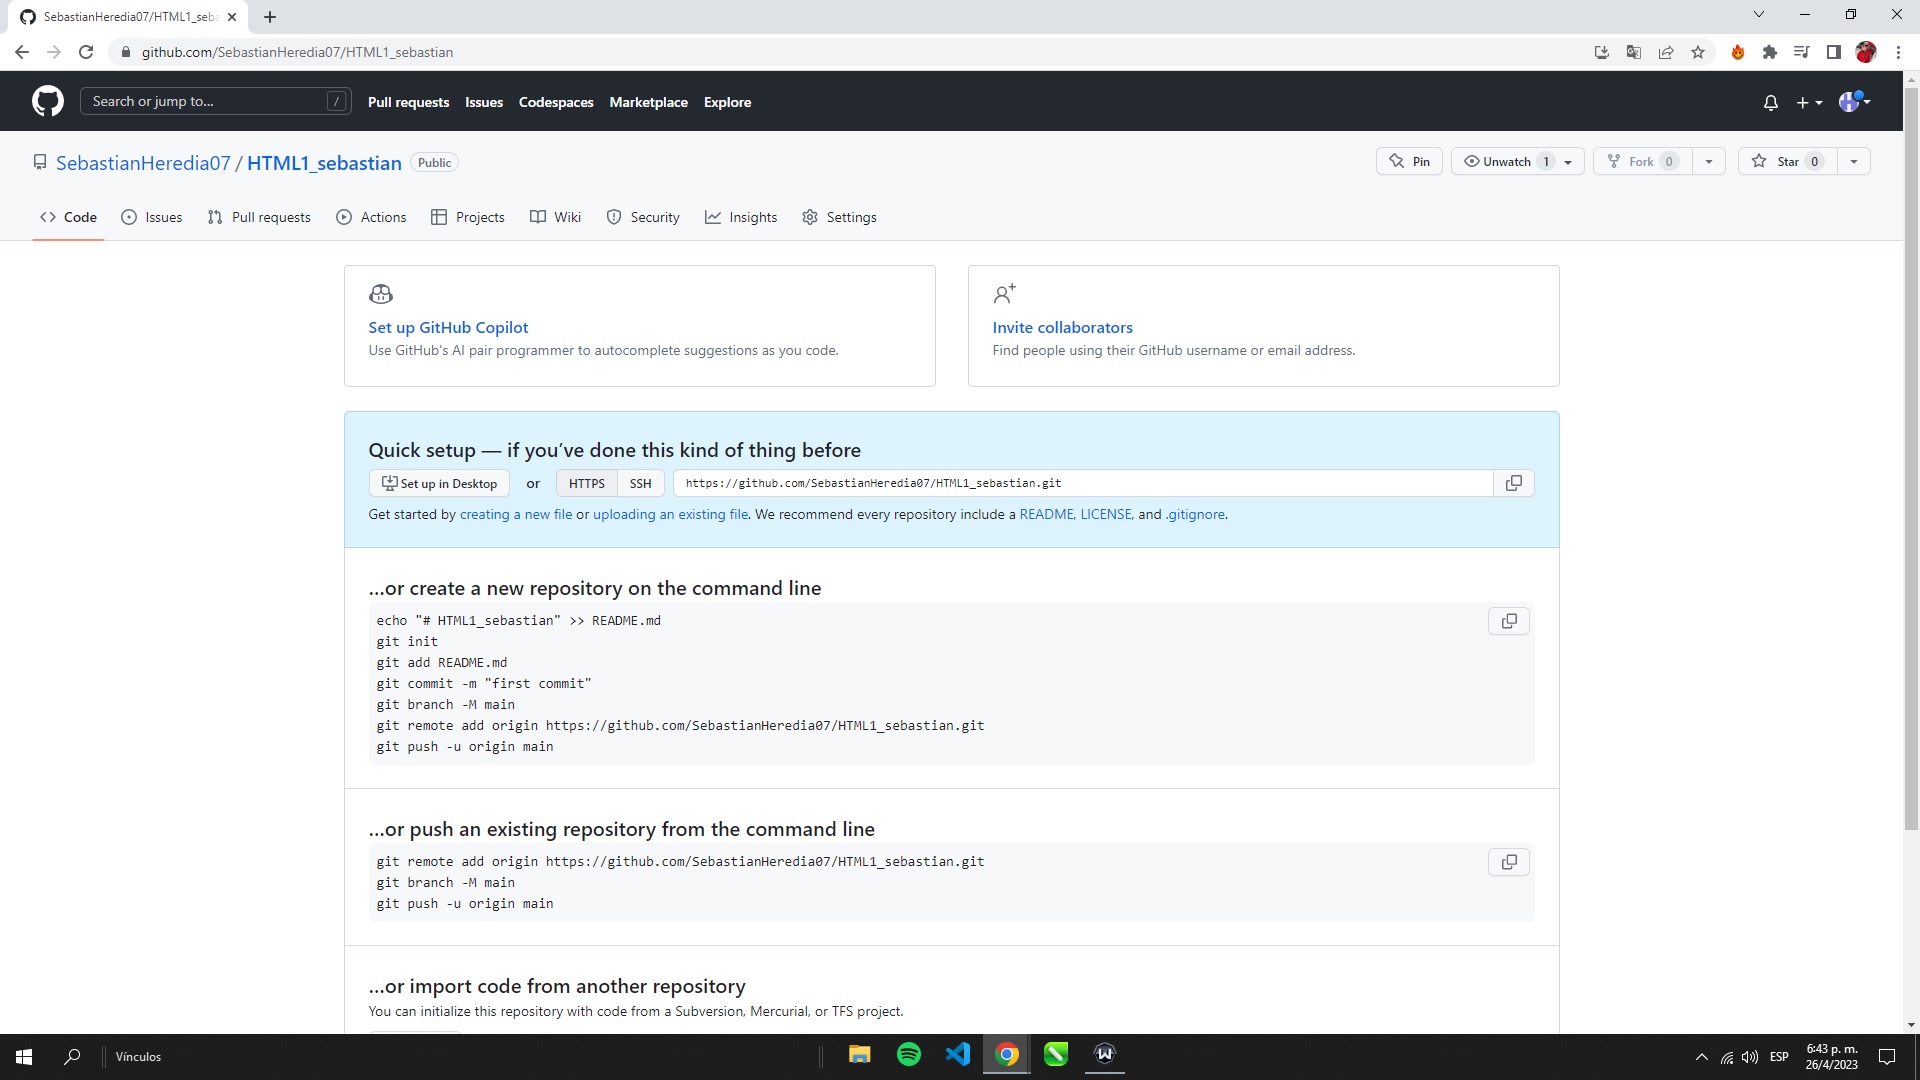 SebastianHeredia07/HTML1_seba
github.com/SebastianHeredia07/HTML1_sebastian
Search or jump to... /
Pull requests Issues Codespaces Marketplace Explore
SebastianHeredia07 / HTML1_sebastian Public
Pin Unwatch 1 Fork 0 Star 0
Code Issues Pull requests Actions Projects Wiki Security Insights Settings
Set up GitHub Copilot
Use GitHub's AI pair programmer to autocomplete suggestions as you code.
Invite collaborators
Find people using their GitHub username or email address.
Quick setup — if you’ve done this kind of thing before
Set up in Desktop or HTTPS SSH https://github.com/SebastianHeredia07/HTML1_sebastian.git
Get started by creating a new file or uploading an existing file. We recommend every repository include a README, LICENSE, and .gitignore.
…or create a new repository on the command line
echo "# HTML1_sebastian" >> README.md
git init
git add README.md
git commit -m "first commit"
git branch -M main
git remote add origin https://github.com/SebastianHeredia07/HTML1_sebastian.git
git push -u origin main
…or push an existing repository from the command line
git remote add origin https://github.com/SebastianHeredia07/HTML1_sebastian.git
git branch -M main
git push -u origin main
…or import code from another repository
You can initialize this repository with code from a Subversion, Mercurial, or TFS project.
Vínculos
ESP
6:43 p. m.
26/4/2023